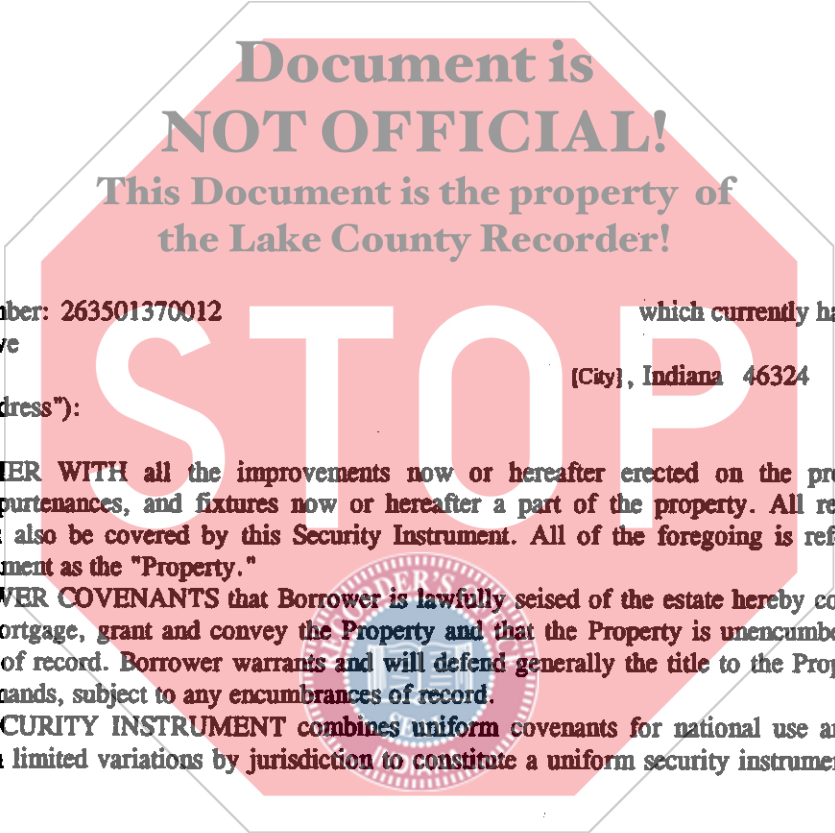 Document is
NOT OFFICIAL!
This Document is the property of
the Lake County Recorder!
STOP
ber: 263501370012 which currently ha
ve
[City], Indiana 46324
dress"):
ER WITH all the improvements now or hereafter erected on the pro
purtenances, and fixtures now or hereafter a part of the property. All re
also be covered by this Security Instrument. All of the foregoing is ref
ment as the "Property."
WER COVENANTS that Borrower is lawfully seised of the estate hereby co
ortgage, grant and convey the Property and that the Property is unencumbe
of record. Borrower warrants and will defend generally the title to the Prop
nands, subject to any encumbrances of record.
CURITY INSTRUMENT combines uniform covenants for national use a
limited variations by jurisdiction to constitute a uniform security instrume
SEAL